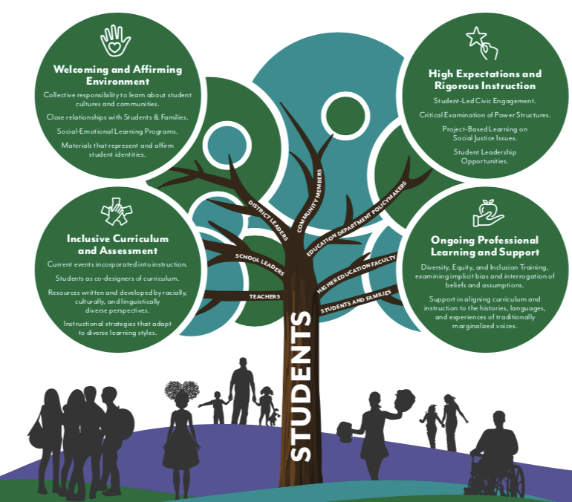 Welcoming and Affirming
Environment
Collective responsibility to learn about student
cultures and communities.
Close relationships with Students & Families.
Social-Emotional Learning Programs.
Materials that represent and affirm
student identities.
High Expectations and
Rigorous Instruction
Student-Led Civic Engagement.
Critical Examination of Power Structures.
Project-Based Learning on
Social Justice Issues.
Student Leadership
Opportunities.
Inclusive Curriculum
and Assessment
Current events incorporated into instruction.
Students as co-designers of curriculum.
Resources written and developed by racially,
culturally, and linguistically
diverse perspectives.
Instructional strategies that adapt
to diverse learning styles.
Ongoing Professional
Learning and Support
Diversity, Equity, and Inclusion Training,
examining implicit bias and interrogation of
beliefs and assumptions.
Support in aligning curriculum and
instruction to the histories, languages,
and experiences of traditionally
marginalized voices.
DISTRICT LEADERS
COMMUNITY MEMBERS
EDUCATION DEPARTMENT POLICYMAKERS
SCHOOL LEADERS
HIGHER EDUCATION FACULTY
TEACHERS
STUDENTS AND FAMILIES
STUDENTS